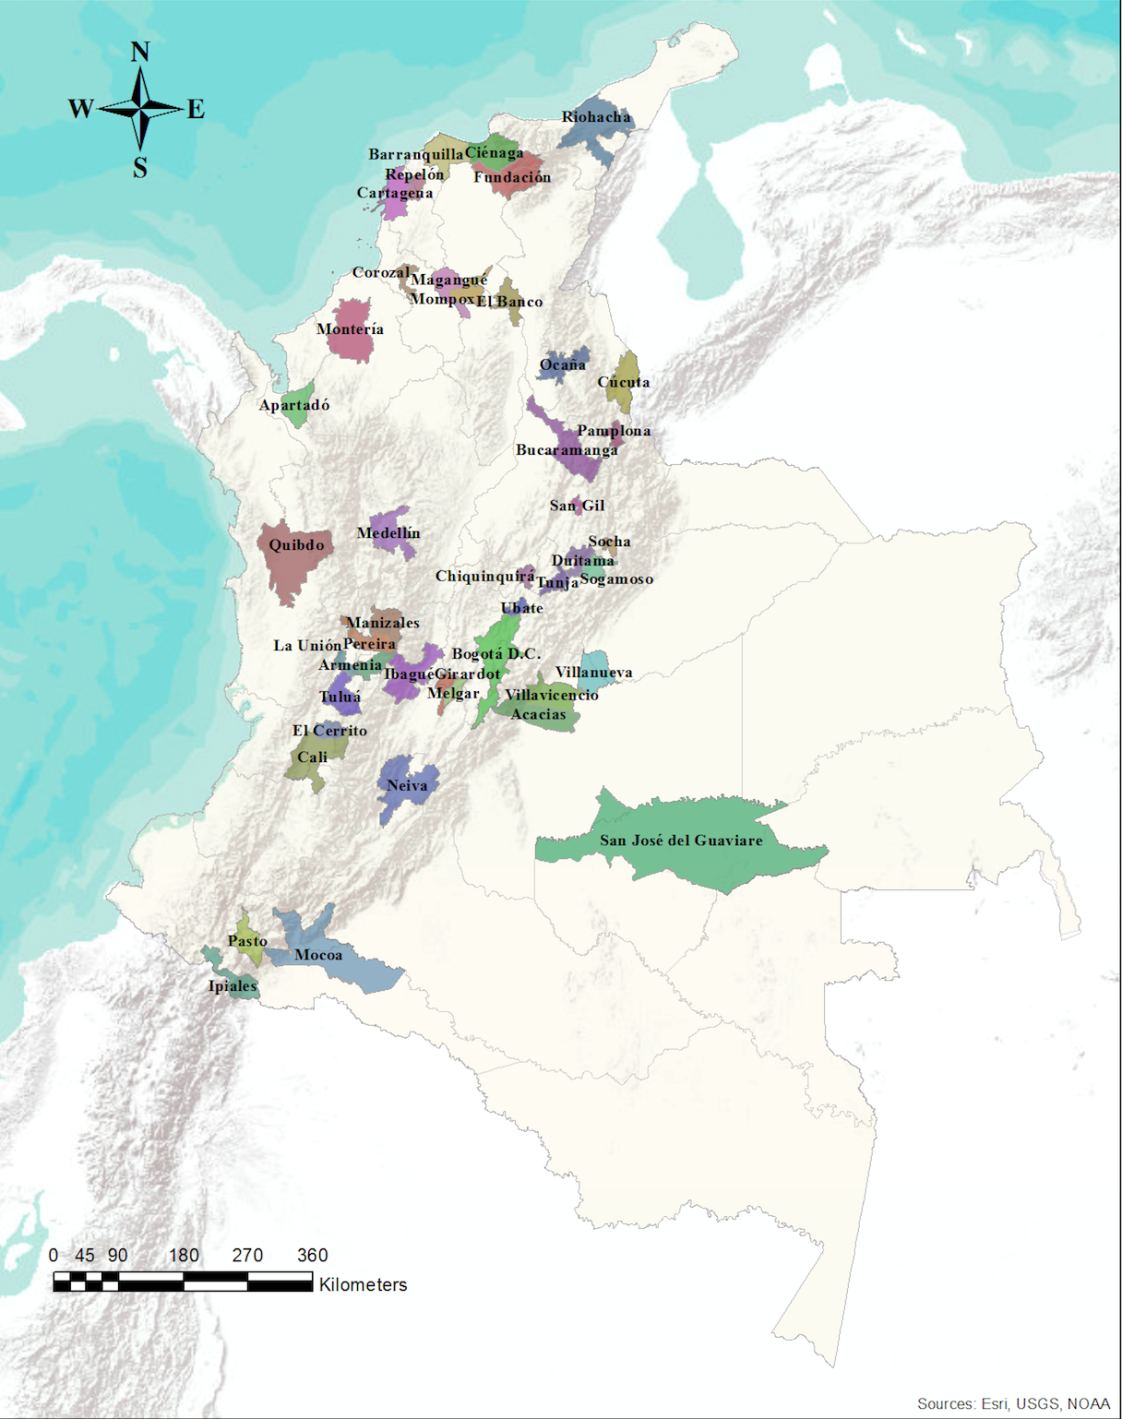 N
W E
S
Riohacha
Barranquilla Ciénaga
Repelón Fundación
Cartagena
Corozal Magangué
Mompox El Banco
Montería
Ocaña
Cúcuta
Apartadó
Pamplona
Bucaramanga
San Gil
Medellín
Quibdo
Socha
Duitama
Chiquinquirá Tunja Sogamoso
Ubate
Manizales
La Unión Pereira
Bogotá D.C.
Armenia Ibagué Girardot Villanueva
Tuluá Melgar Villavicencio
Acacias
El Cerrito
Cali
Neiva
San José del Guaviare
Pasto
Mocoa
Ipiales
0 45 90 180 270 360
Kilometers
Sources: Esri, USGS, NOAA